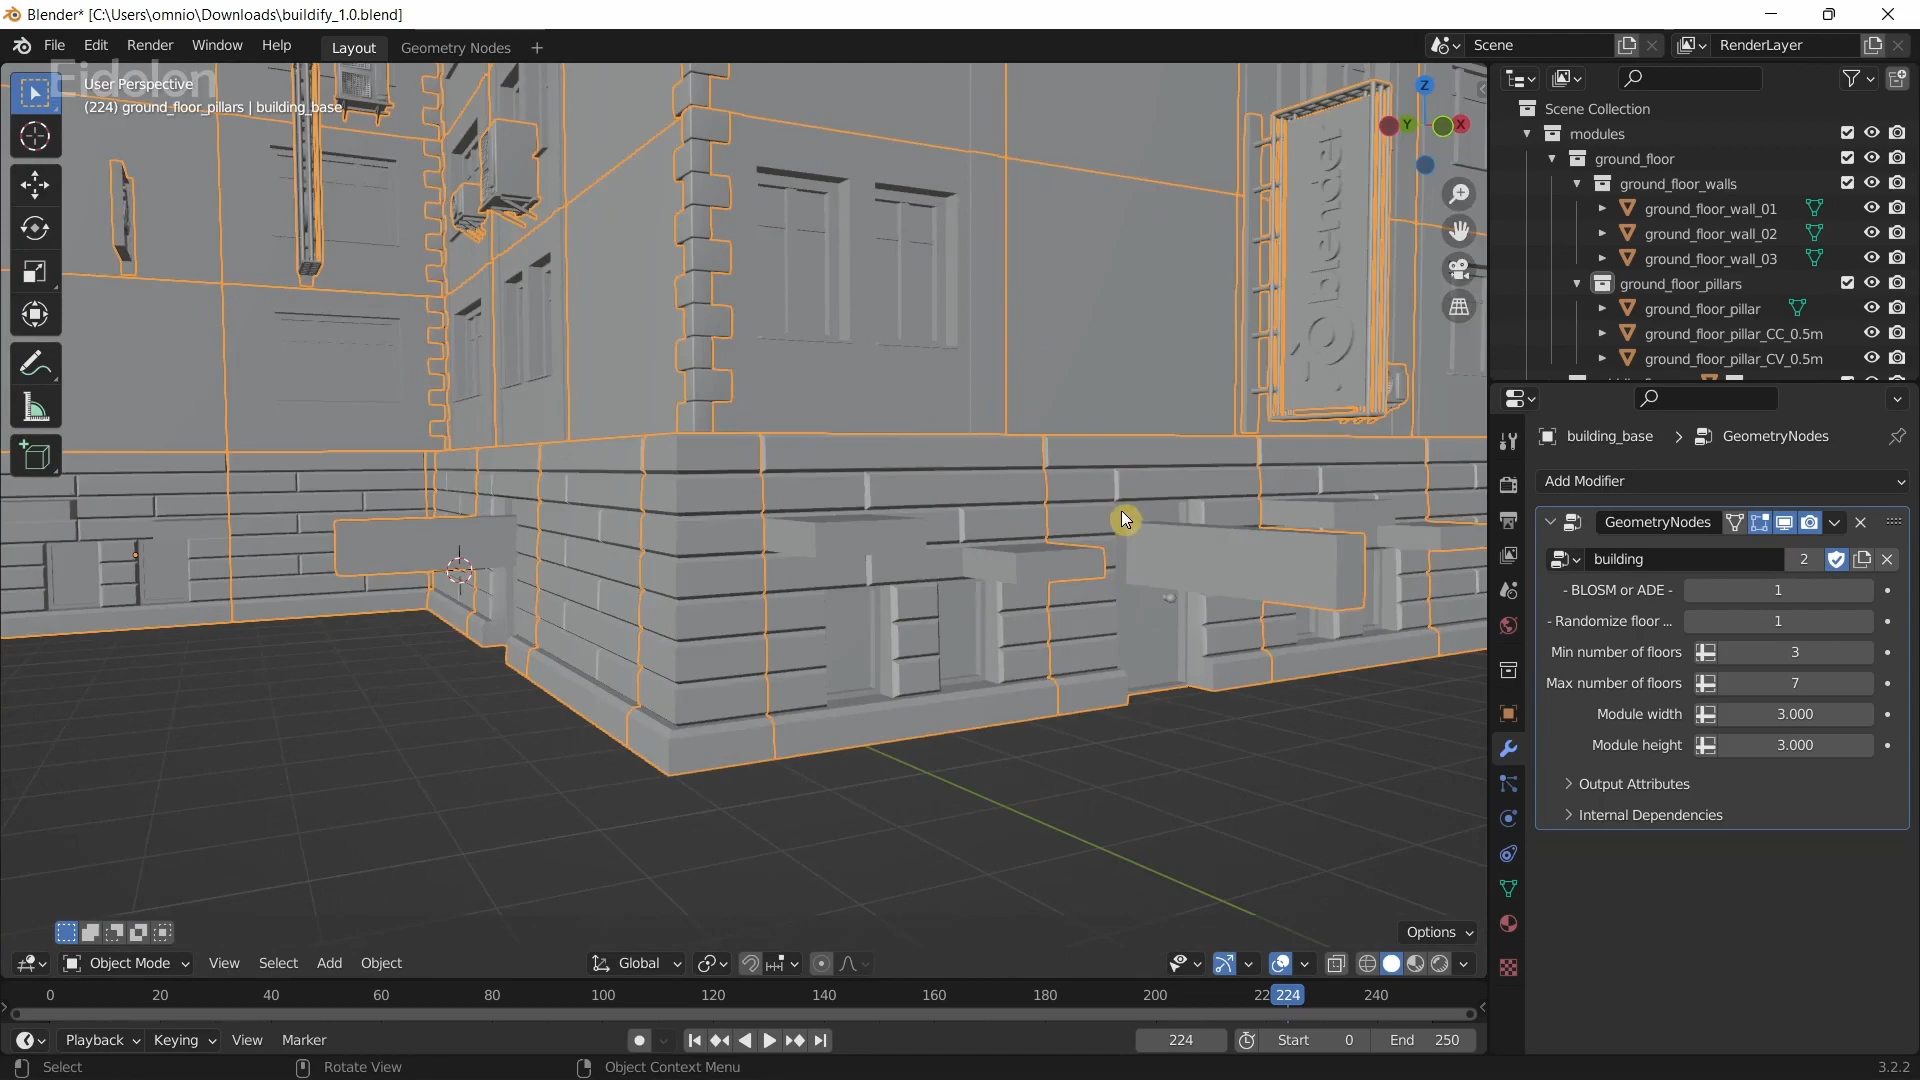 Blender* [C:\Users\omnio\Downloads\buildify_1.0.blend]
File Edit Render Window Help Layout Geometry Nodes + Scene RenderLayer
Eidolon
User Perspective
(224) ground_floor_pillars | building_base
Z
Y X
blender
Scene Collection
modules
ground_floor
ground_floor_walls
ground_floor_wall_01
ground_floor_wall_02
ground_floor_wall_03
ground_floor_pillars
ground_floor_pillar
ground_floor_pillar_CC_0.5m
ground_floor_pillar_CV_0.5m
building_base > GeometryNodes
Add Modifier
GeometryNodes
building 2
- BLOSM or ADE - 1
- Randomize floor ... 1
Min number of floors 3
Max number of floors 7
Module width 3.000
Module height 3.000
Output Attributes
Internal Dependencies
Options
Object Mode View Select Add Object Global
0 20 40 60 80 100 120 140 160 180 200 22 224 240
Playback Keying View Marker 224 Start 0 End 250
Select Rotate View Object Context Menu 3.2.2